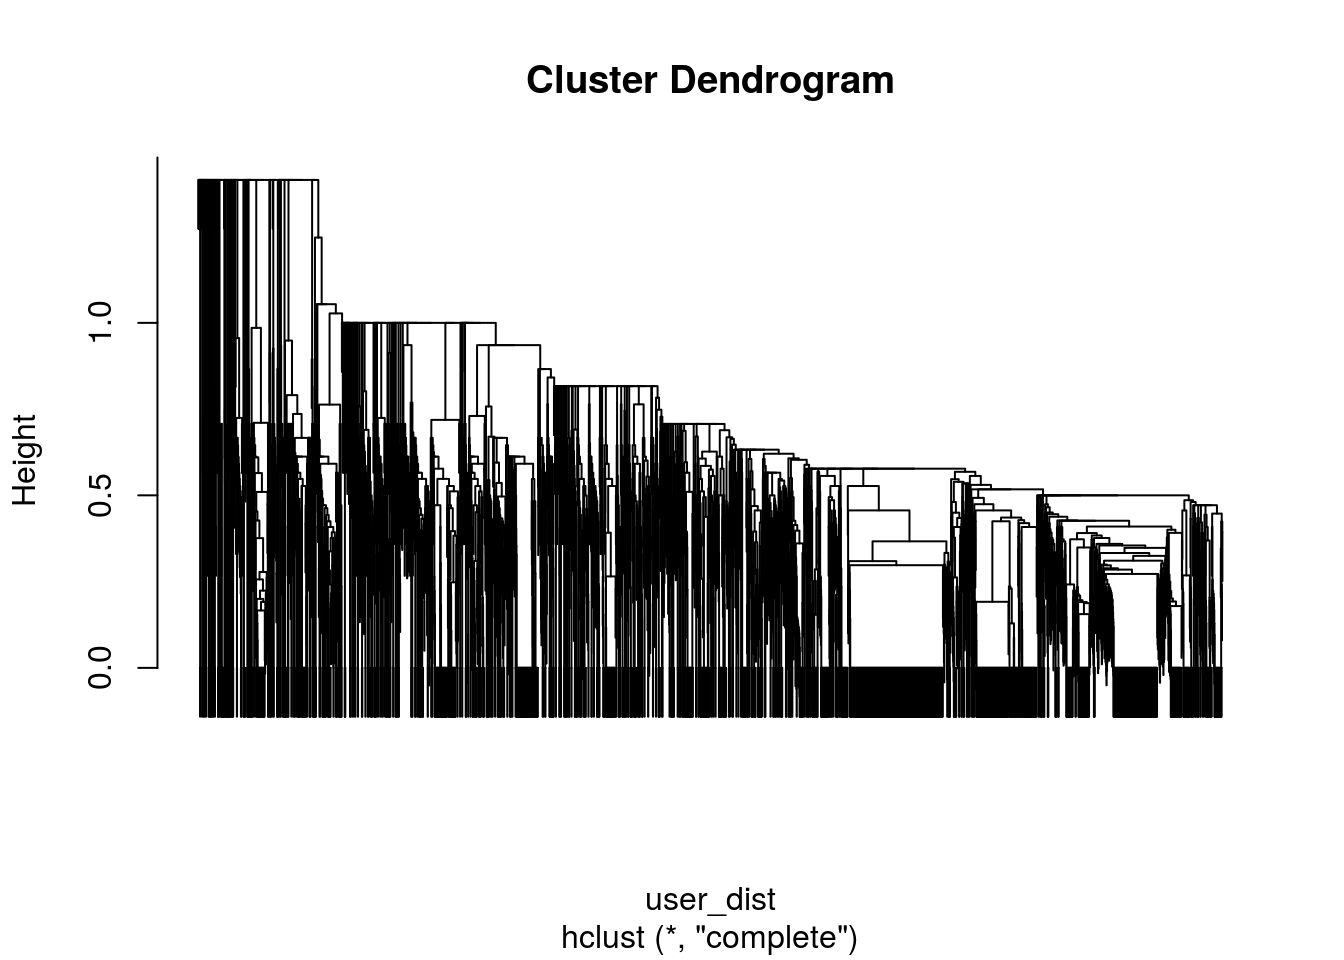 Cluster Dendrogram
Height
1.0
0.5
0.0
user_dist
hclust (*, "complete")